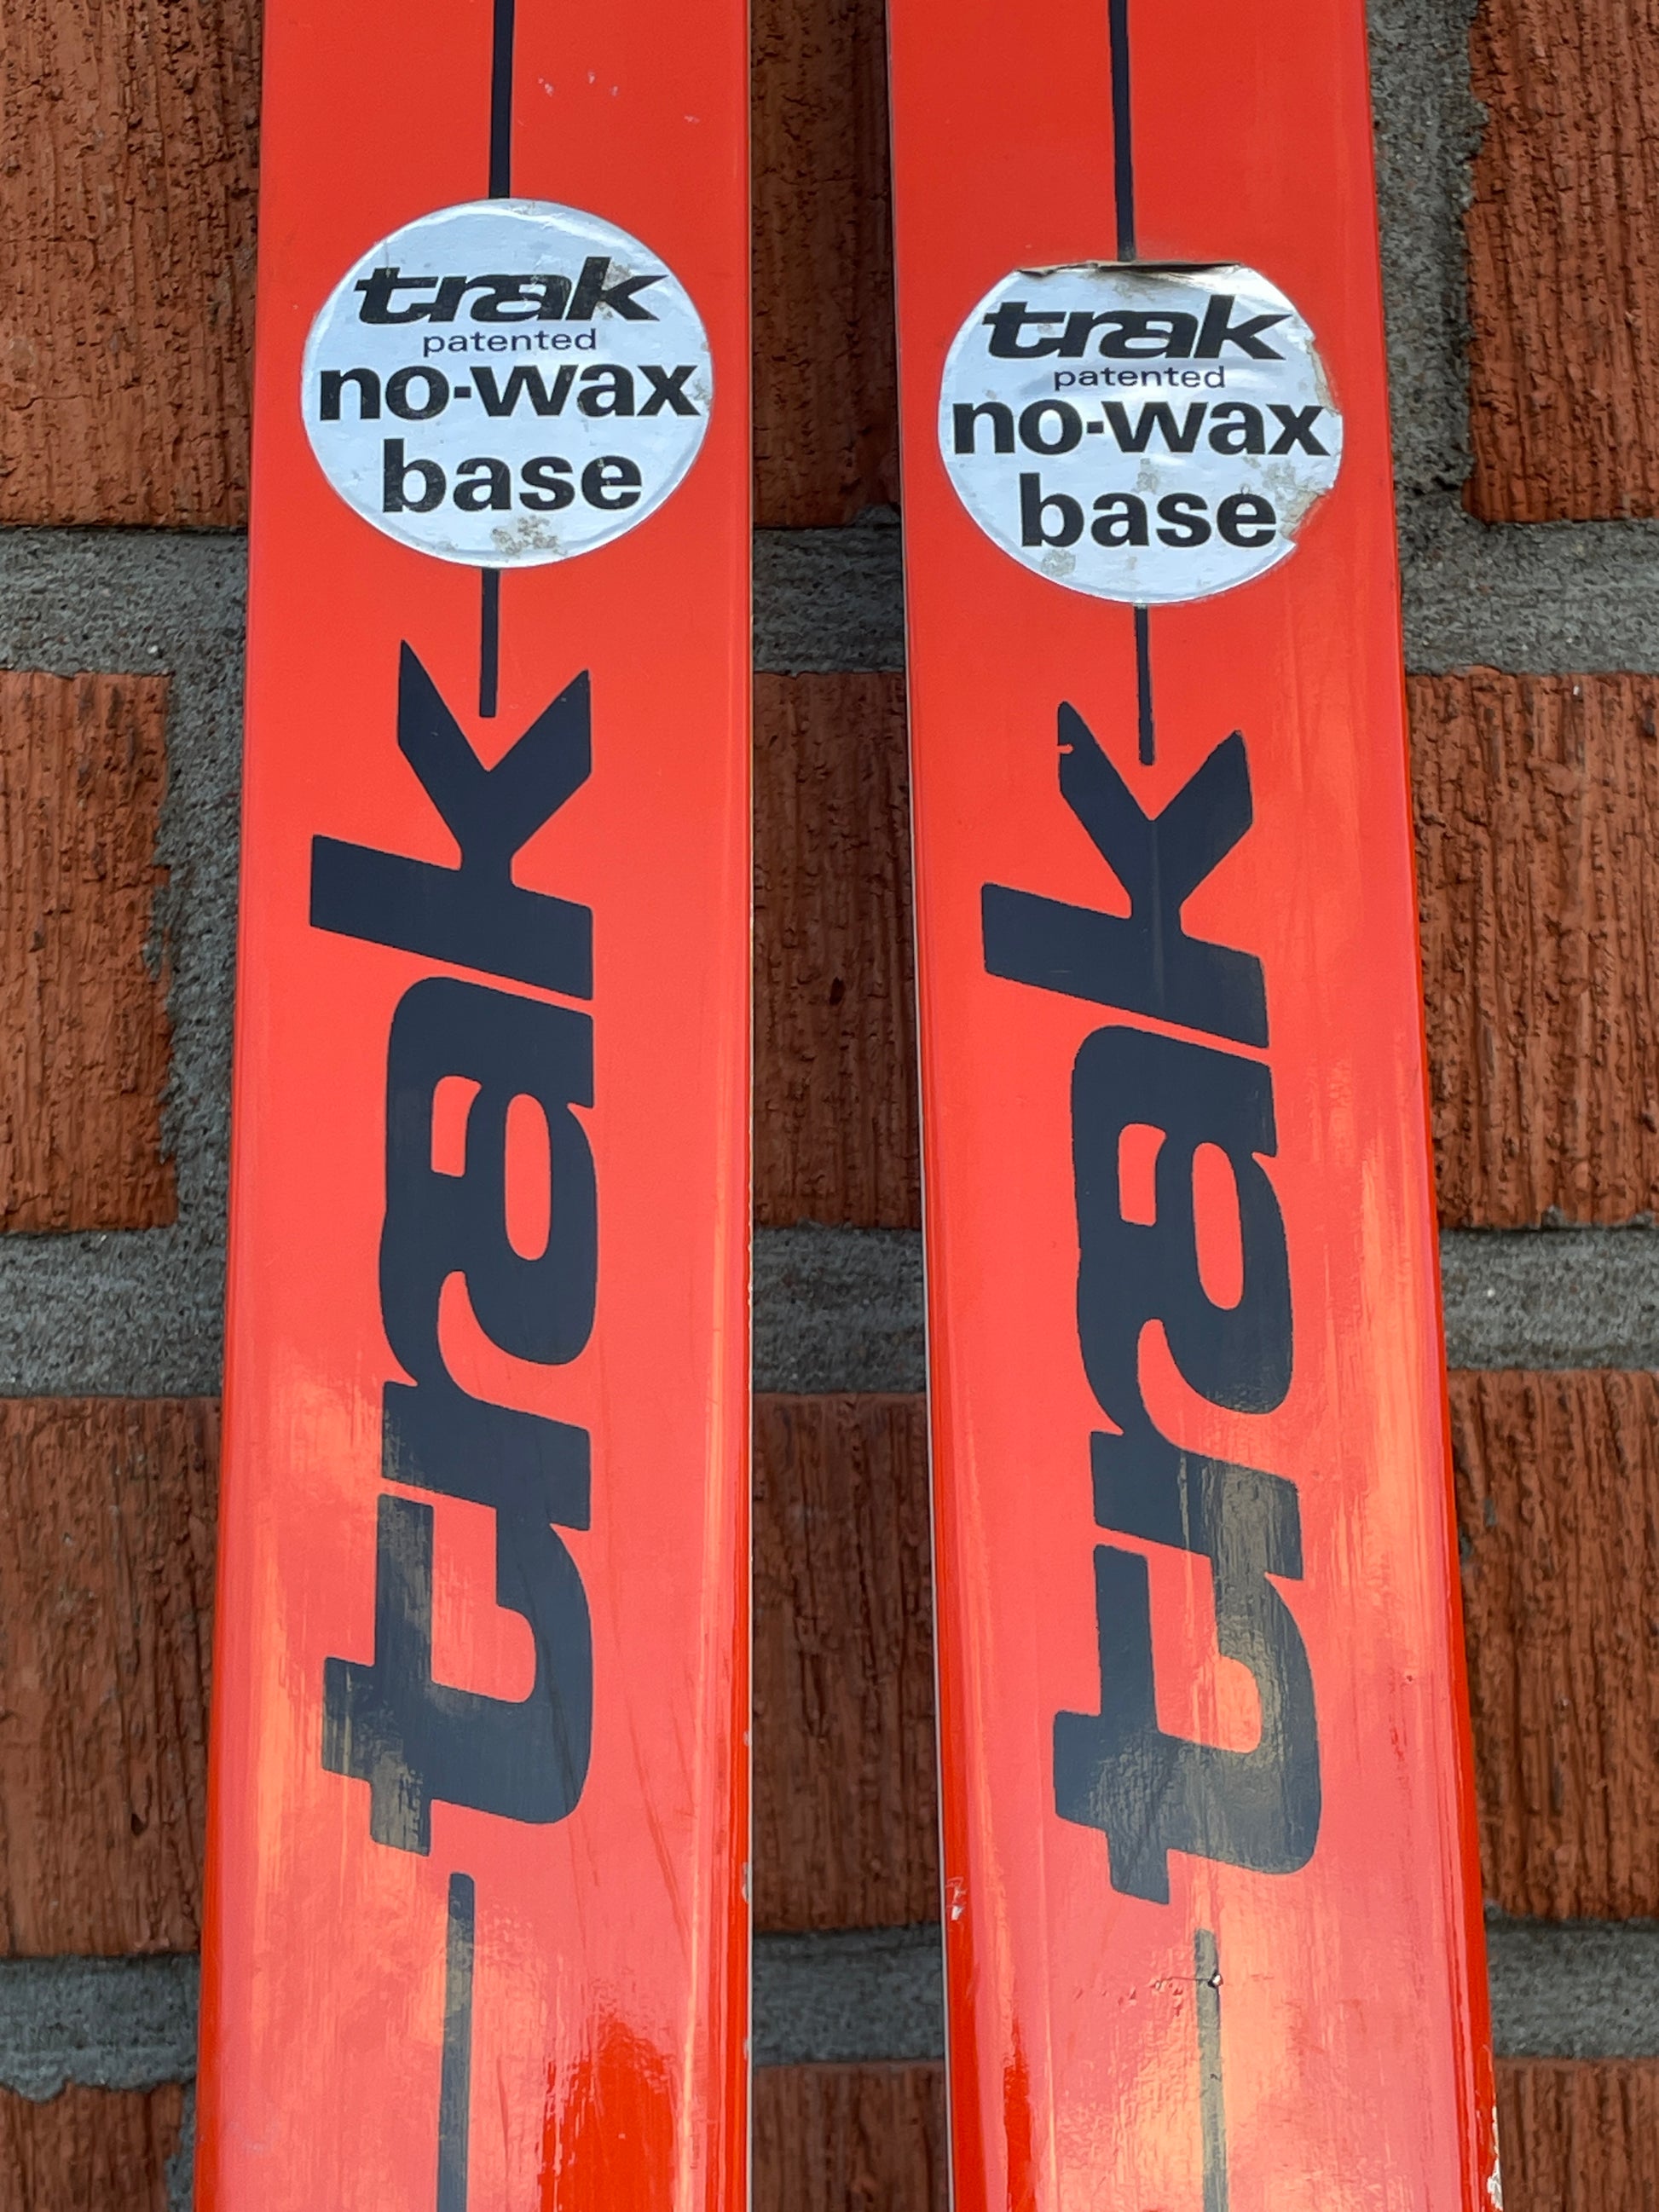 trak
patented
no-wax
base
trak
trak
patented
no-wax
base
trak